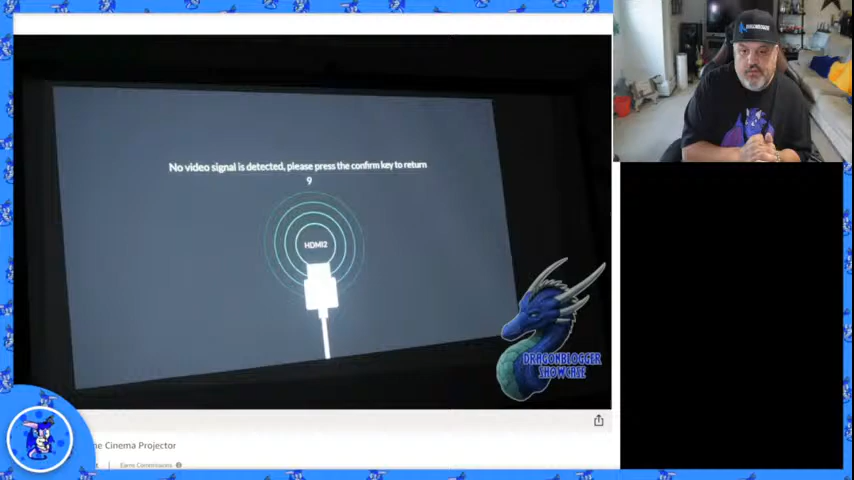 No video signal is detected, please press the confirm key to return
9
HDMI2
DRAGONBLOGGER
SHOWCASE
ne Cinema Projector
Earns Commissions